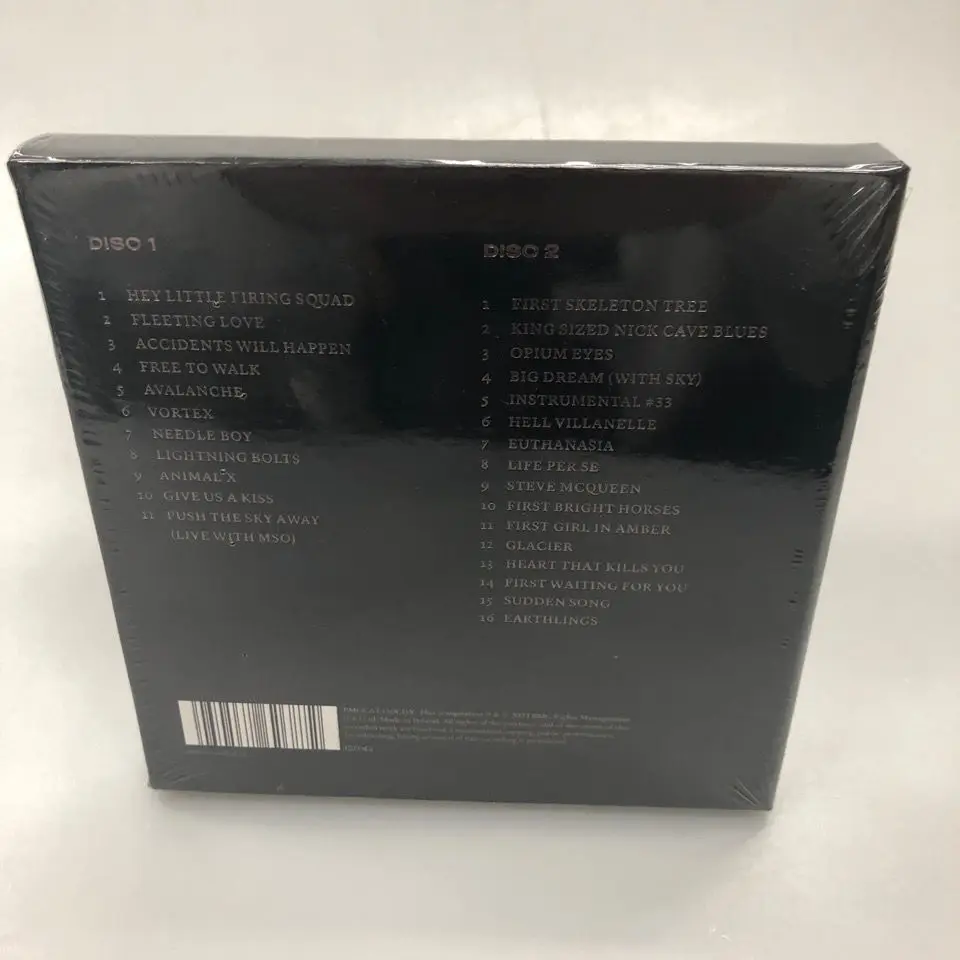 DISC 1
1 HEY LITTLE FIRING SQUAD
2 FLEETING LOVE
3 ACCIDENTS WILL HAPPEN
4 FREE TO WALK
5 AVALANCHE
6 VORTEX
7 NEEDLE BOY
8 LIGHTNING BOLTS
9 ANIMAL X
10 GIVE US A KISS
11 PUSH THE SKY AWAY
(LIVE WITH MSO)
DISC 2
1 FIRST SKELETON TREE
2 KING SIZED NICK CAVE BLUES
3 OPIUM EYES
4 BIG DREAM (WITH SKY)
5 INSTRUMENTAL #33
6 HELL VILLANELLE
7 EUTHANASIA
8 LIFE PER SE
9 STEVE MCQUEEN
10 FIRST BRIGHT HORSES
11 FIRST GIRL IN AMBER
12 GLACIER
13 HEART THAT KILLS YOU
14 FIRST WAITING FOR YOU
15 SUDDEN SONG
16 EARTHLINGS